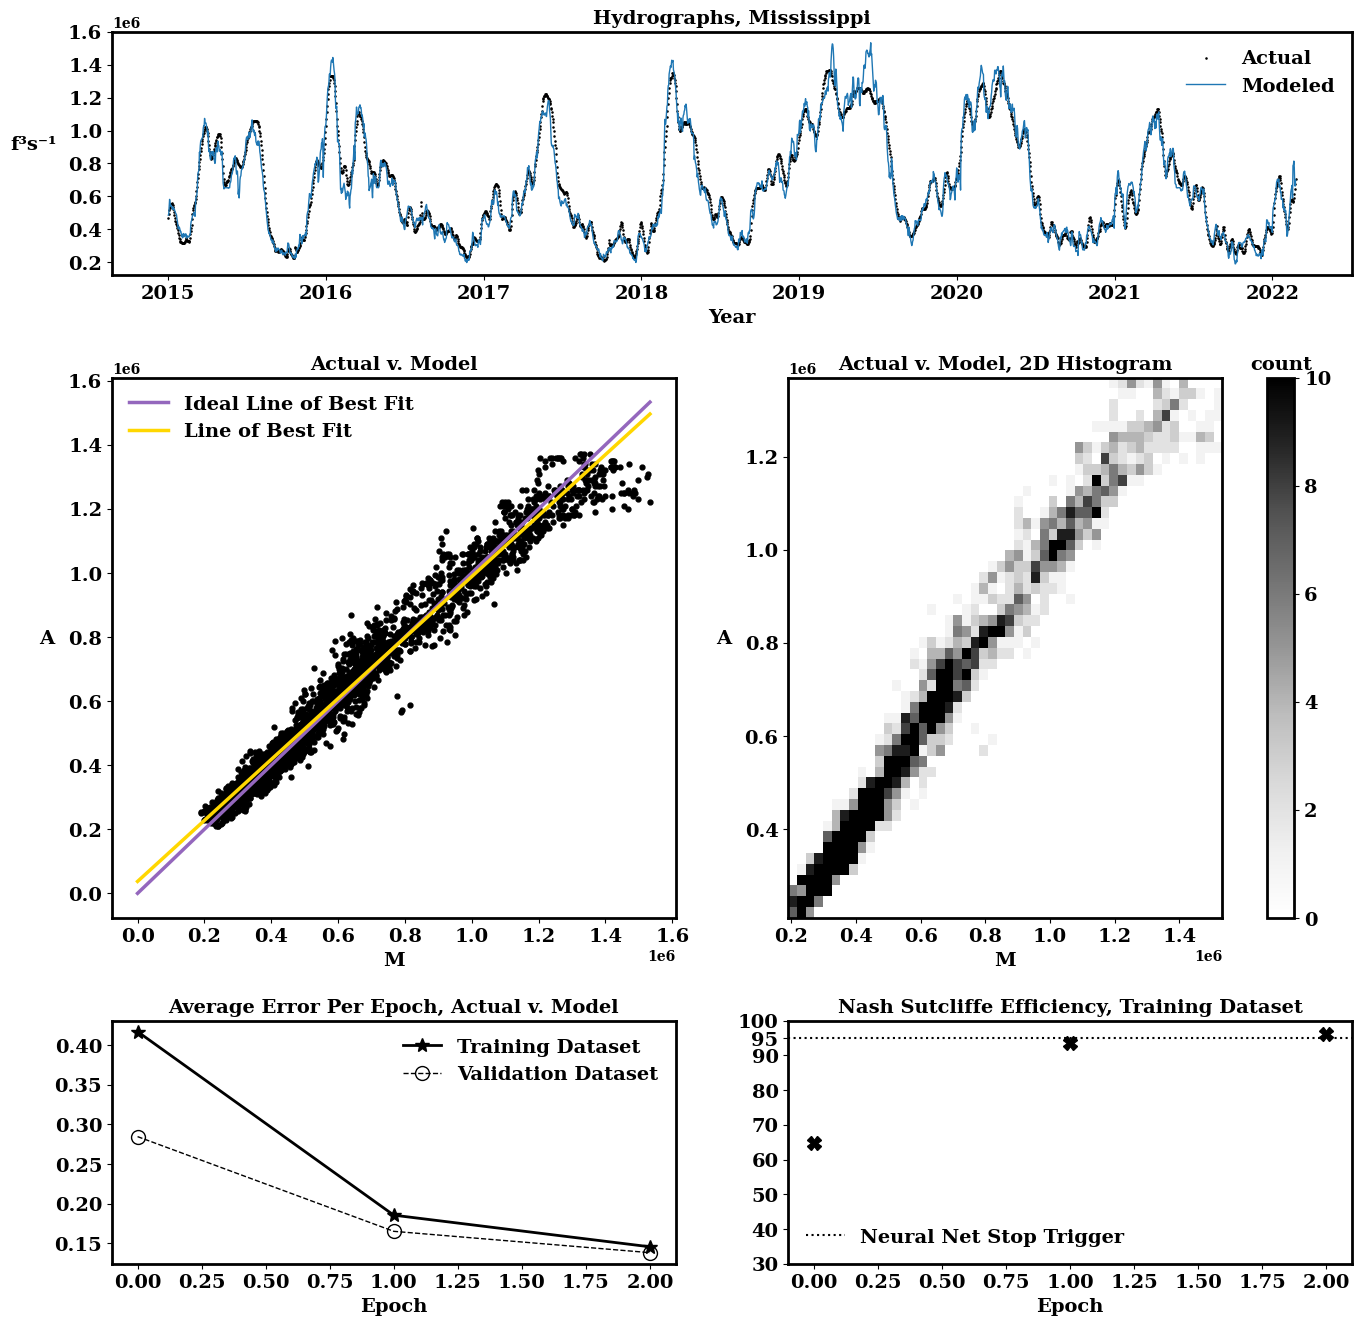 Hydrographs, Mississippi
1e6
1.6
1.4
1.2
1.0
0.8
0.6
0.4
0.2
f³s⁻¹
Actual
Modeled
2015 2016 2017 2018 2019 2020 2021 2022
Year
Actual v. Model
1e6
1.6
1.4
1.2
1.0
0.8
0.6
0.4
0.2
0.0
A
Ideal Line of Best Fit
Line of Best Fit
0.0 0.2 0.4 0.6 0.8 1.0 1.2 1.4 1.6
M
1e6
Actual v. Model, 2D Histogram
1e6
1.2
1.0
0.8
0.6
0.4
A
0.2 0.4 0.6 0.8 1.0 1.2 1.4
M
1e6
count
10
8
6
4
2
0
Average Error Per Epoch, Actual v. Model
0.40
0.35
0.30
0.25
0.20
0.15
Training Dataset
Validation Dataset
0.00 0.25 0.50 0.75 1.00 1.25 1.50 1.75 2.00
Epoch
Nash Sutcliffe Efficiency, Training Dataset
100
95
90
80
70
60
50
40
30
Neural Net Stop Trigger
0.00 0.25 0.50 0.75 1.00 1.25 1.50 1.75 2.00
Epoch